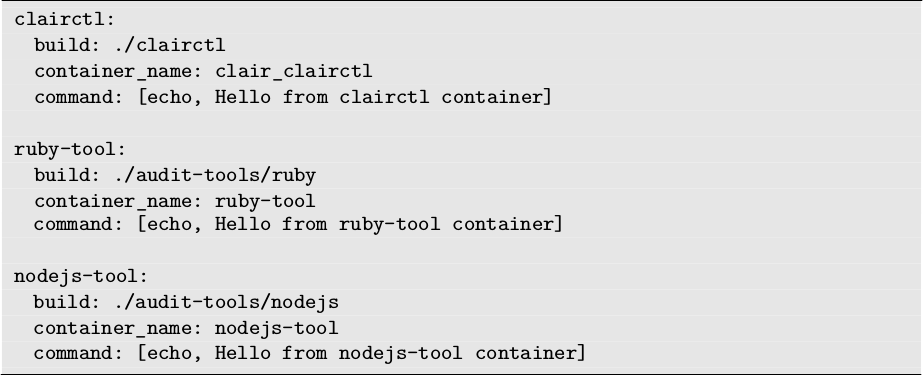 clairctl:
  build: ./clairctl
  container_name: clair_clairctl
  command: [echo, Hello from clairctl container]

ruby-tool:
  build: ./audit-tools/ruby
  container_name: ruby-tool
  command: [echo, Hello from ruby-tool container]

nodejs-tool:
  build: ./audit-tools/nodejs
  container_name: nodejs-tool
  command: [echo, Hello from nodejs-tool container]